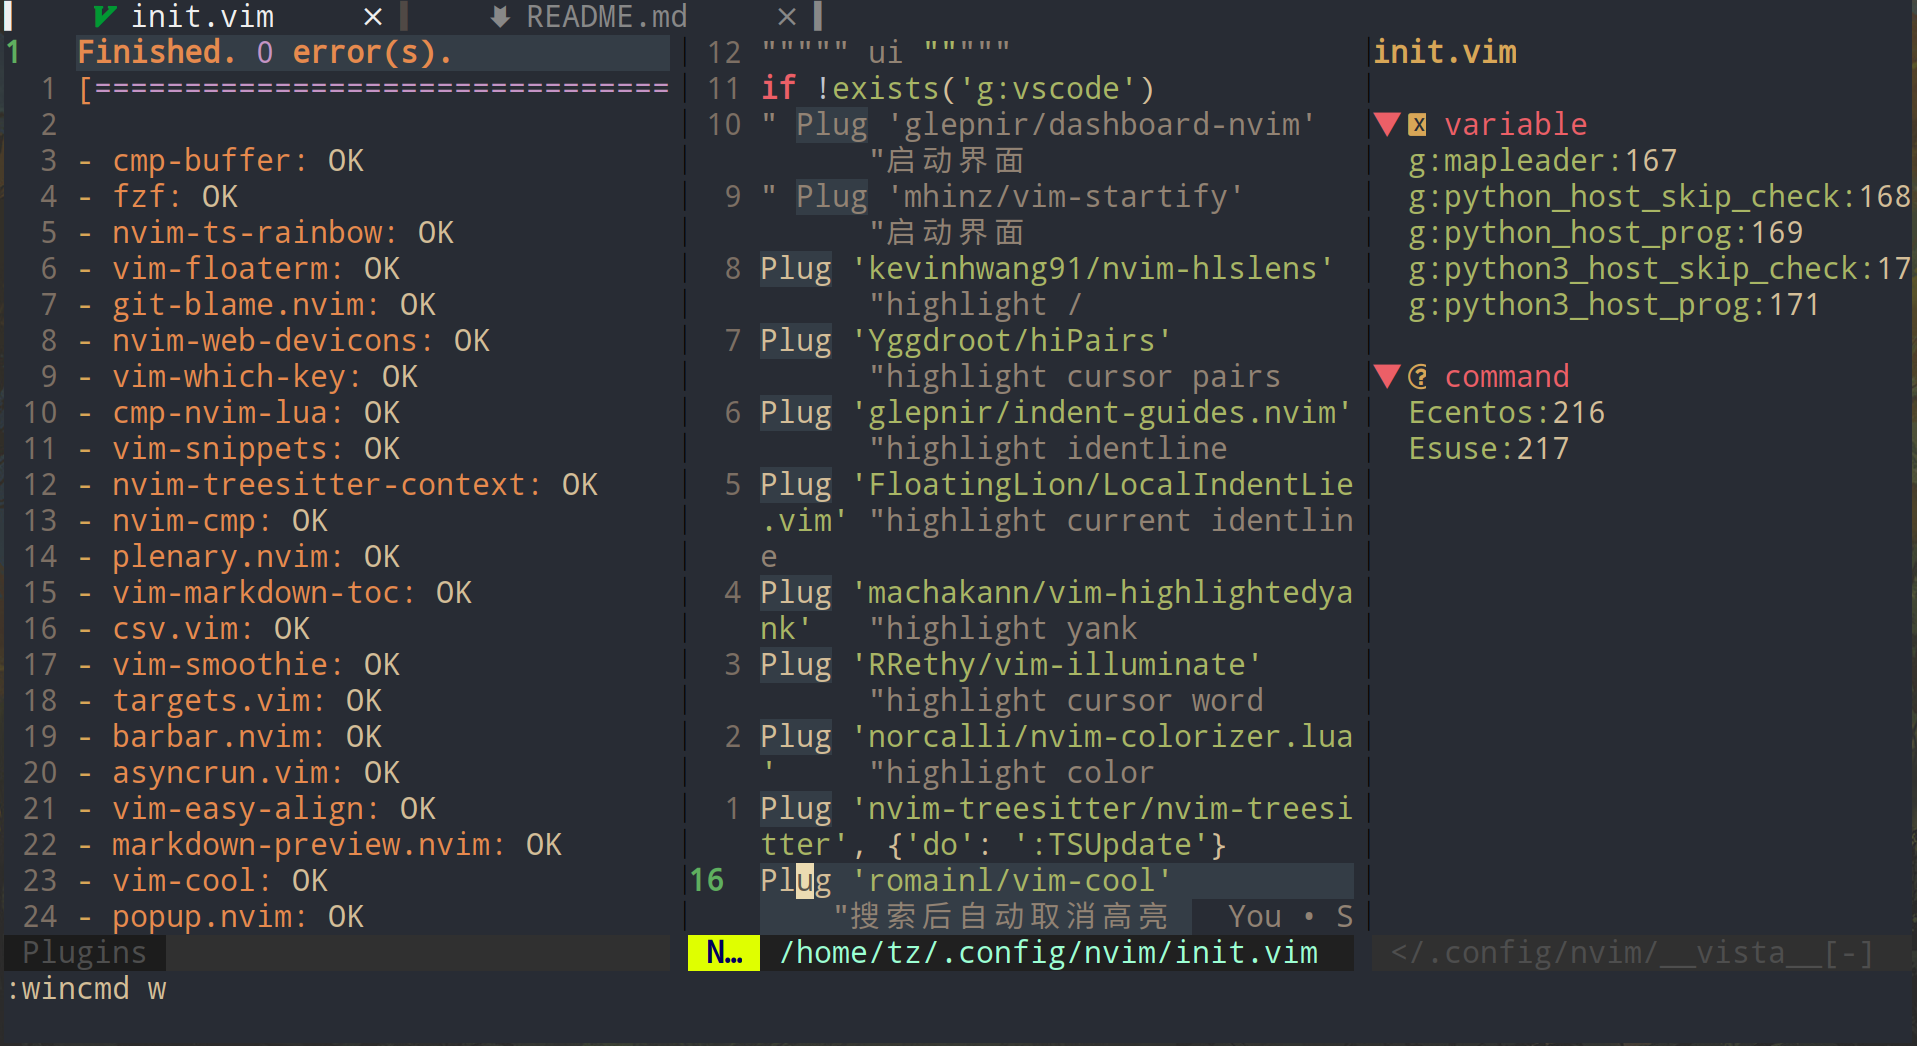 init.vim × README.md ×
1 Finished. 0 error(s).
1 [================================
2
3 - cmp-buffer: OK
4 - fzf: OK
5 - nvim-ts-rainbow: OK
6 - vim-floaterm: OK
7 - git-blame.nvim: OK
8 - nvim-web-devicons: OK
9 - vim-which-key: OK
10 - cmp-nvim-lua: OK
11 - vim-snippets: OK
12 - nvim-treesitter-context: OK
13 - nvim-cmp: OK
14 - plenary.nvim: OK
15 - vim-markdown-toc: OK
16 - csv.vim: OK
17 - vim-smoothie: OK
18 - targets.vim: OK
19 - barbar.nvim: OK
20 - asyncrun.vim: OK
21 - vim-easy-align: OK
22 - markdown-preview.nvim: OK
23 - vim-cool: OK
24 - popup.nvim: OK
Plugins
12 """"" ui """""
11 if !exists('g:vscode')
10 " Plug 'glepnir/dashboard-nvim'
"启动界面
9 " Plug 'mhinz/vim-startify'
"启动界面
8 Plug 'kevinhwang91/nvim-hlslens'
"highlight /
7 Plug 'Yggdroot/hiPairs'
"highlight cursor pairs
6 Plug 'glepnir/indent-guides.nvim'
"highlight identline
5 Plug 'FloatingLion/LocalIndentLie
.vim' "highlight current identlin
e
4 Plug 'machakann/vim-highlightedya
nk' "highlight yank
3 Plug 'RRethy/vim-illuminate'
"highlight cursor word
2 Plug 'norcalli/nvim-colorizer.lua
' "highlight color
1 Plug 'nvim-treesitter/nvim-treesi
tter', {'do': ':TSUpdate'}
16 Plug 'romainl/vim-cool'
"搜索后自动取消高亮 You • S
N… /home/tz/.config/nvim/init.vim
init.vim
▼ x variable
g:mapleader:167
g:python_host_skip_check:168
g:python_host_prog:169
g:python3_host_skip_check:17
g:python3_host_prog:171
▼ ? command
Ecentos:216
Esuse:217
</.config/nvim/__vista__[-]
:wincmd w